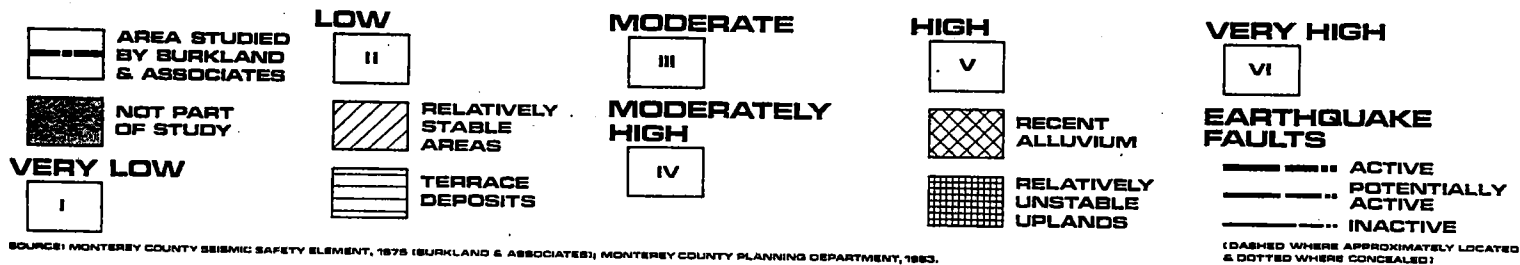 AREA STUDIED
BY BURKLAND
& ASSOCIATES
NOT PART
OF STUDY
VERY LOW
I
LOW
II
RELATIVELY
STABLE
AREAS
TERRACE
DEPOSITS
MODERATE
III
MODERATELY
HIGH
IV
HIGH
V
RECENT
ALLUVIUM
RELATIVELY
UNSTABLE
UPLANDS
VERY HIGH
VI
EARTHQUAKE
FAULTS
ACTIVE
POTENTIALLY
ACTIVE
INACTIVE
(DASHED WHERE APPROXIMATELY LOCATED
& DOTTED WHERE CONCEALED)
SOURCE: MONTEREY COUNTY SEISMIC SAFETY ELEMENT, 1975 (BURKLAND & ASSOCIATES); MONTEREY COUNTY PLANNING DEPARTMENT, 1983.